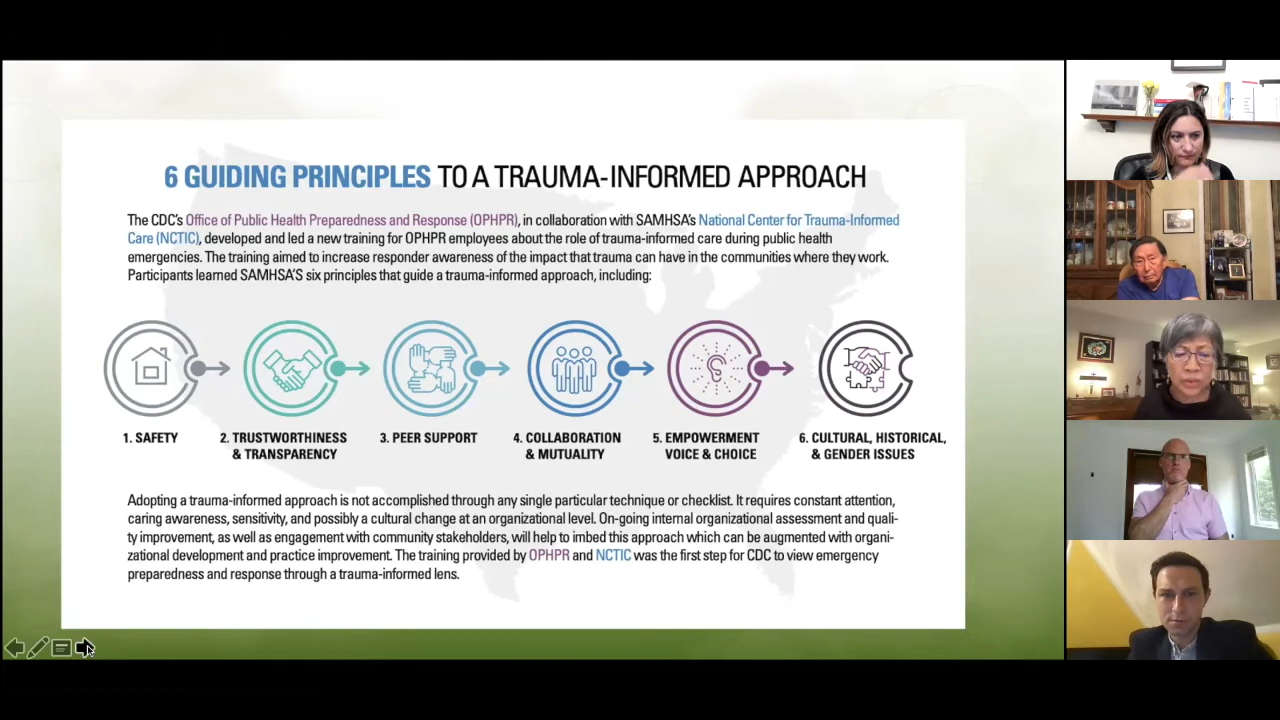 6 GUIDING PRINCIPLES TO A TRAUMA-INFORMED APPROACH
The CDC's Office of Public Health Preparedness and Response (OPHPR), in collaboration with SAMHSA's National Center for Trauma-Informed
Care (NCTIC), developed and led a new training for OPHPR employees about the role of trauma-informed care during public health
emergencies. The training aimed to increase responder awareness of the impact that trauma can have in the communities where they work.
Participants learned SAMHSA'S six principles that guide a trauma-informed approach, including:
1. SAFETY
2. TRUSTWORTHINESS
& TRANSPARENCY
3. PEER SUPPORT
4. COLLABORATION
& MUTUALITY
5. EMPOWERMENT
VOICE & CHOICE
6. CULTURAL, HISTORICAL,
& GENDER ISSUES
Adopting a trauma-informed approach is not accomplished through any single particular technique or checklist. It requires constant attention,
caring awareness, sensitivity, and possibly a cultural change at an organizational level. On-going internal organizational assessment and quali-
ty improvement, as well as engagement with community stakeholders, will help to imbed this approach which can be augmented with organi-
zational development and practice improvement. The training provided by OPHPR and NCTIC was the first step for CDC to view emergency
preparedness and response through a trauma-informed lens.